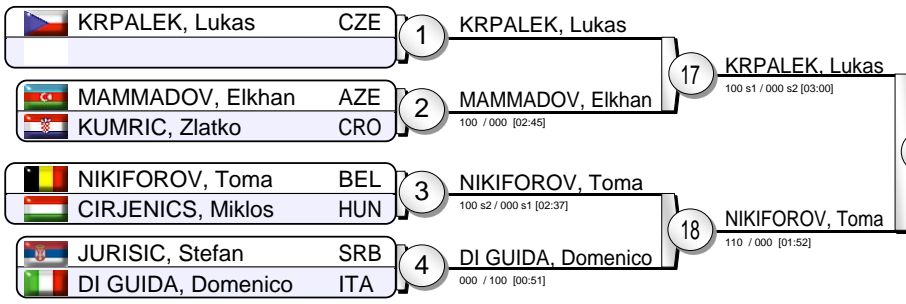 KRPALEK, Lukas CZE
1
KRPALEK, Lukas
MAMMADOV, Elkhan AZE
KUMRIC, Zlatko CRO
2
MAMMADOV, Elkhan
100 / 000 [02:45]
17
KRPALEK, Lukas
100 s1 / 000 s2 [03:00]
NIKIFOROV, Toma BEL
CIRJENICS, Miklos HUN
3
NIKIFOROV, Toma
100 s2 / 000 s1 [02:37]
JURISIC, Stefan SRB
DI GUIDA, Domenico ITA
4
DI GUIDA, Domenico
000 / 100 [00:51]
18
NIKIFOROV, Toma
110 / 000 [01:52]